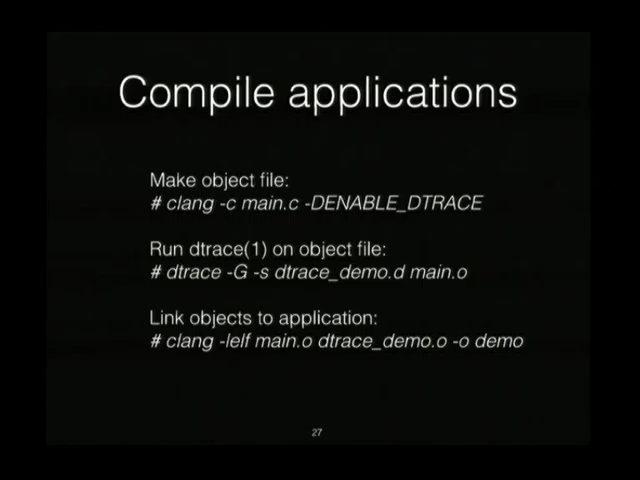 Compile applications
Make object file:
# clang -c main.c -DENABLE_DTRACE
Run dtrace(1) on object file:
# dtrace -G -s dtrace_demo.d main.o
Link objects to application:
# clang -lelf main.o dtrace_demo.o -o demo
27